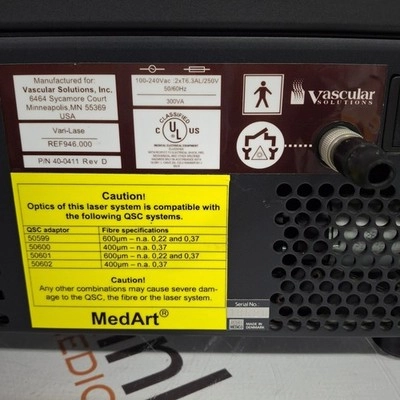 Manufactured for:
Vascular Solutions, Inc.
6464 Sycamore Court
Minneapolis, MN 55369
USA
Vari-Lase
REF946.000
P/N 40-0411 Rev D
100-240Vac :2xT6.3AL/250V
50/60Hz
300VA
CLASSIFIED
C UL US
VASCULAR
SOLUTIONS
Caution!
Optics of this laser system is compatible with
the following QSC systems.
QSC adaptor Fibre specifications
50599 600µm – n.a. 0,22 and 0,37
50600 400µm – n.a. 0,37
50601 600µm – n.a. 0,22 and 0,37
50602 400µm – n.a. 0,37
Caution!
Any other combinations may cause severe dam-
age to the QSC, the fibre or the laser system.
MedArt®
Serial No.
MADE IN
DENMARK